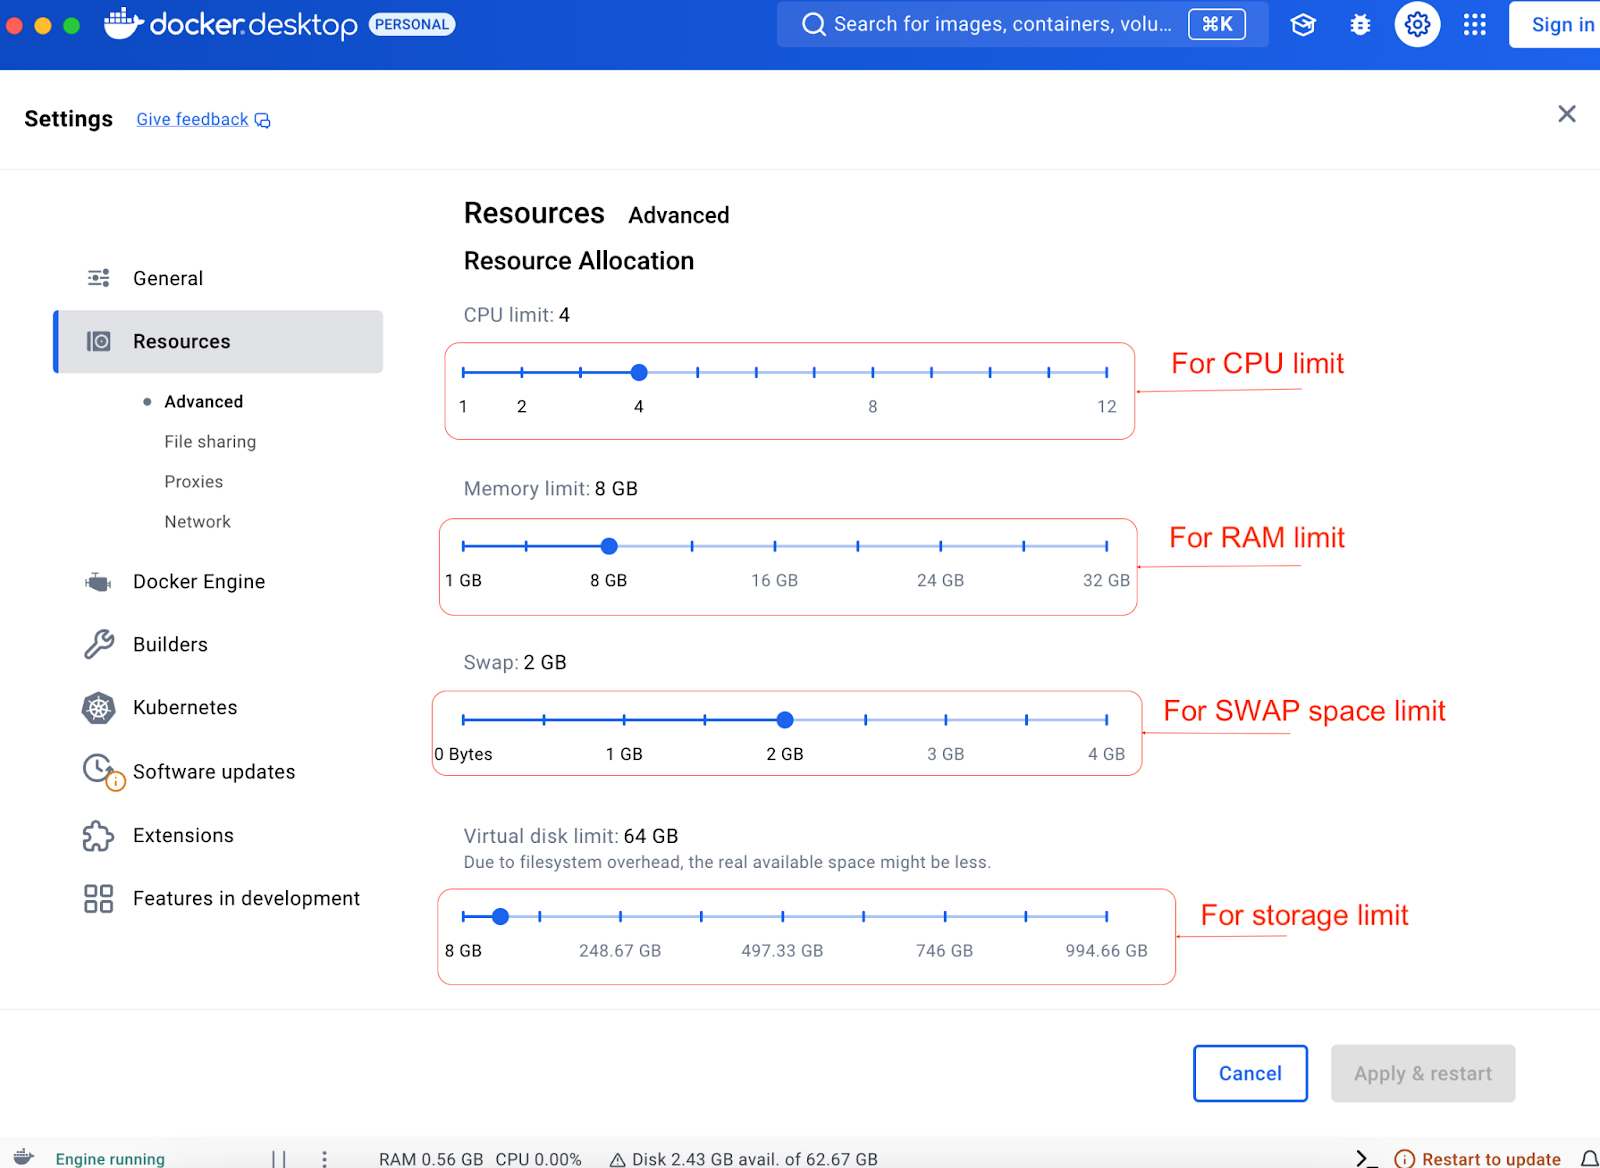 docker.desktop PERSONAL
Search for images, containers, volu... ⌘K
Sign in
Settings Give feedback
Resources Advanced
Resource Allocation
General
Resources
Advanced
File sharing
Proxies
Network
Docker Engine
Builders
Kubernetes
Software updates
Extensions
Features in development
CPU limit: 4
For CPU limit
1 2 4 8 12
Memory limit: 8 GB
For RAM limit
1 GB 8 GB 16 GB 24 GB 32 GB
Swap: 2 GB
For SWAP space limit
0 Bytes 1 GB 2 GB 3 GB 4 GB
Virtual disk limit: 64 GB
Due to filesystem overhead, the real available space might be less.
For storage limit
8 GB 248.67 GB 497.33 GB 746 GB 994.66 GB
Cancel Apply & restart
Engine running RAM 0.56 GB CPU 0.00% Disk 2.43 GB avail. of 62.67 GB Restart to update